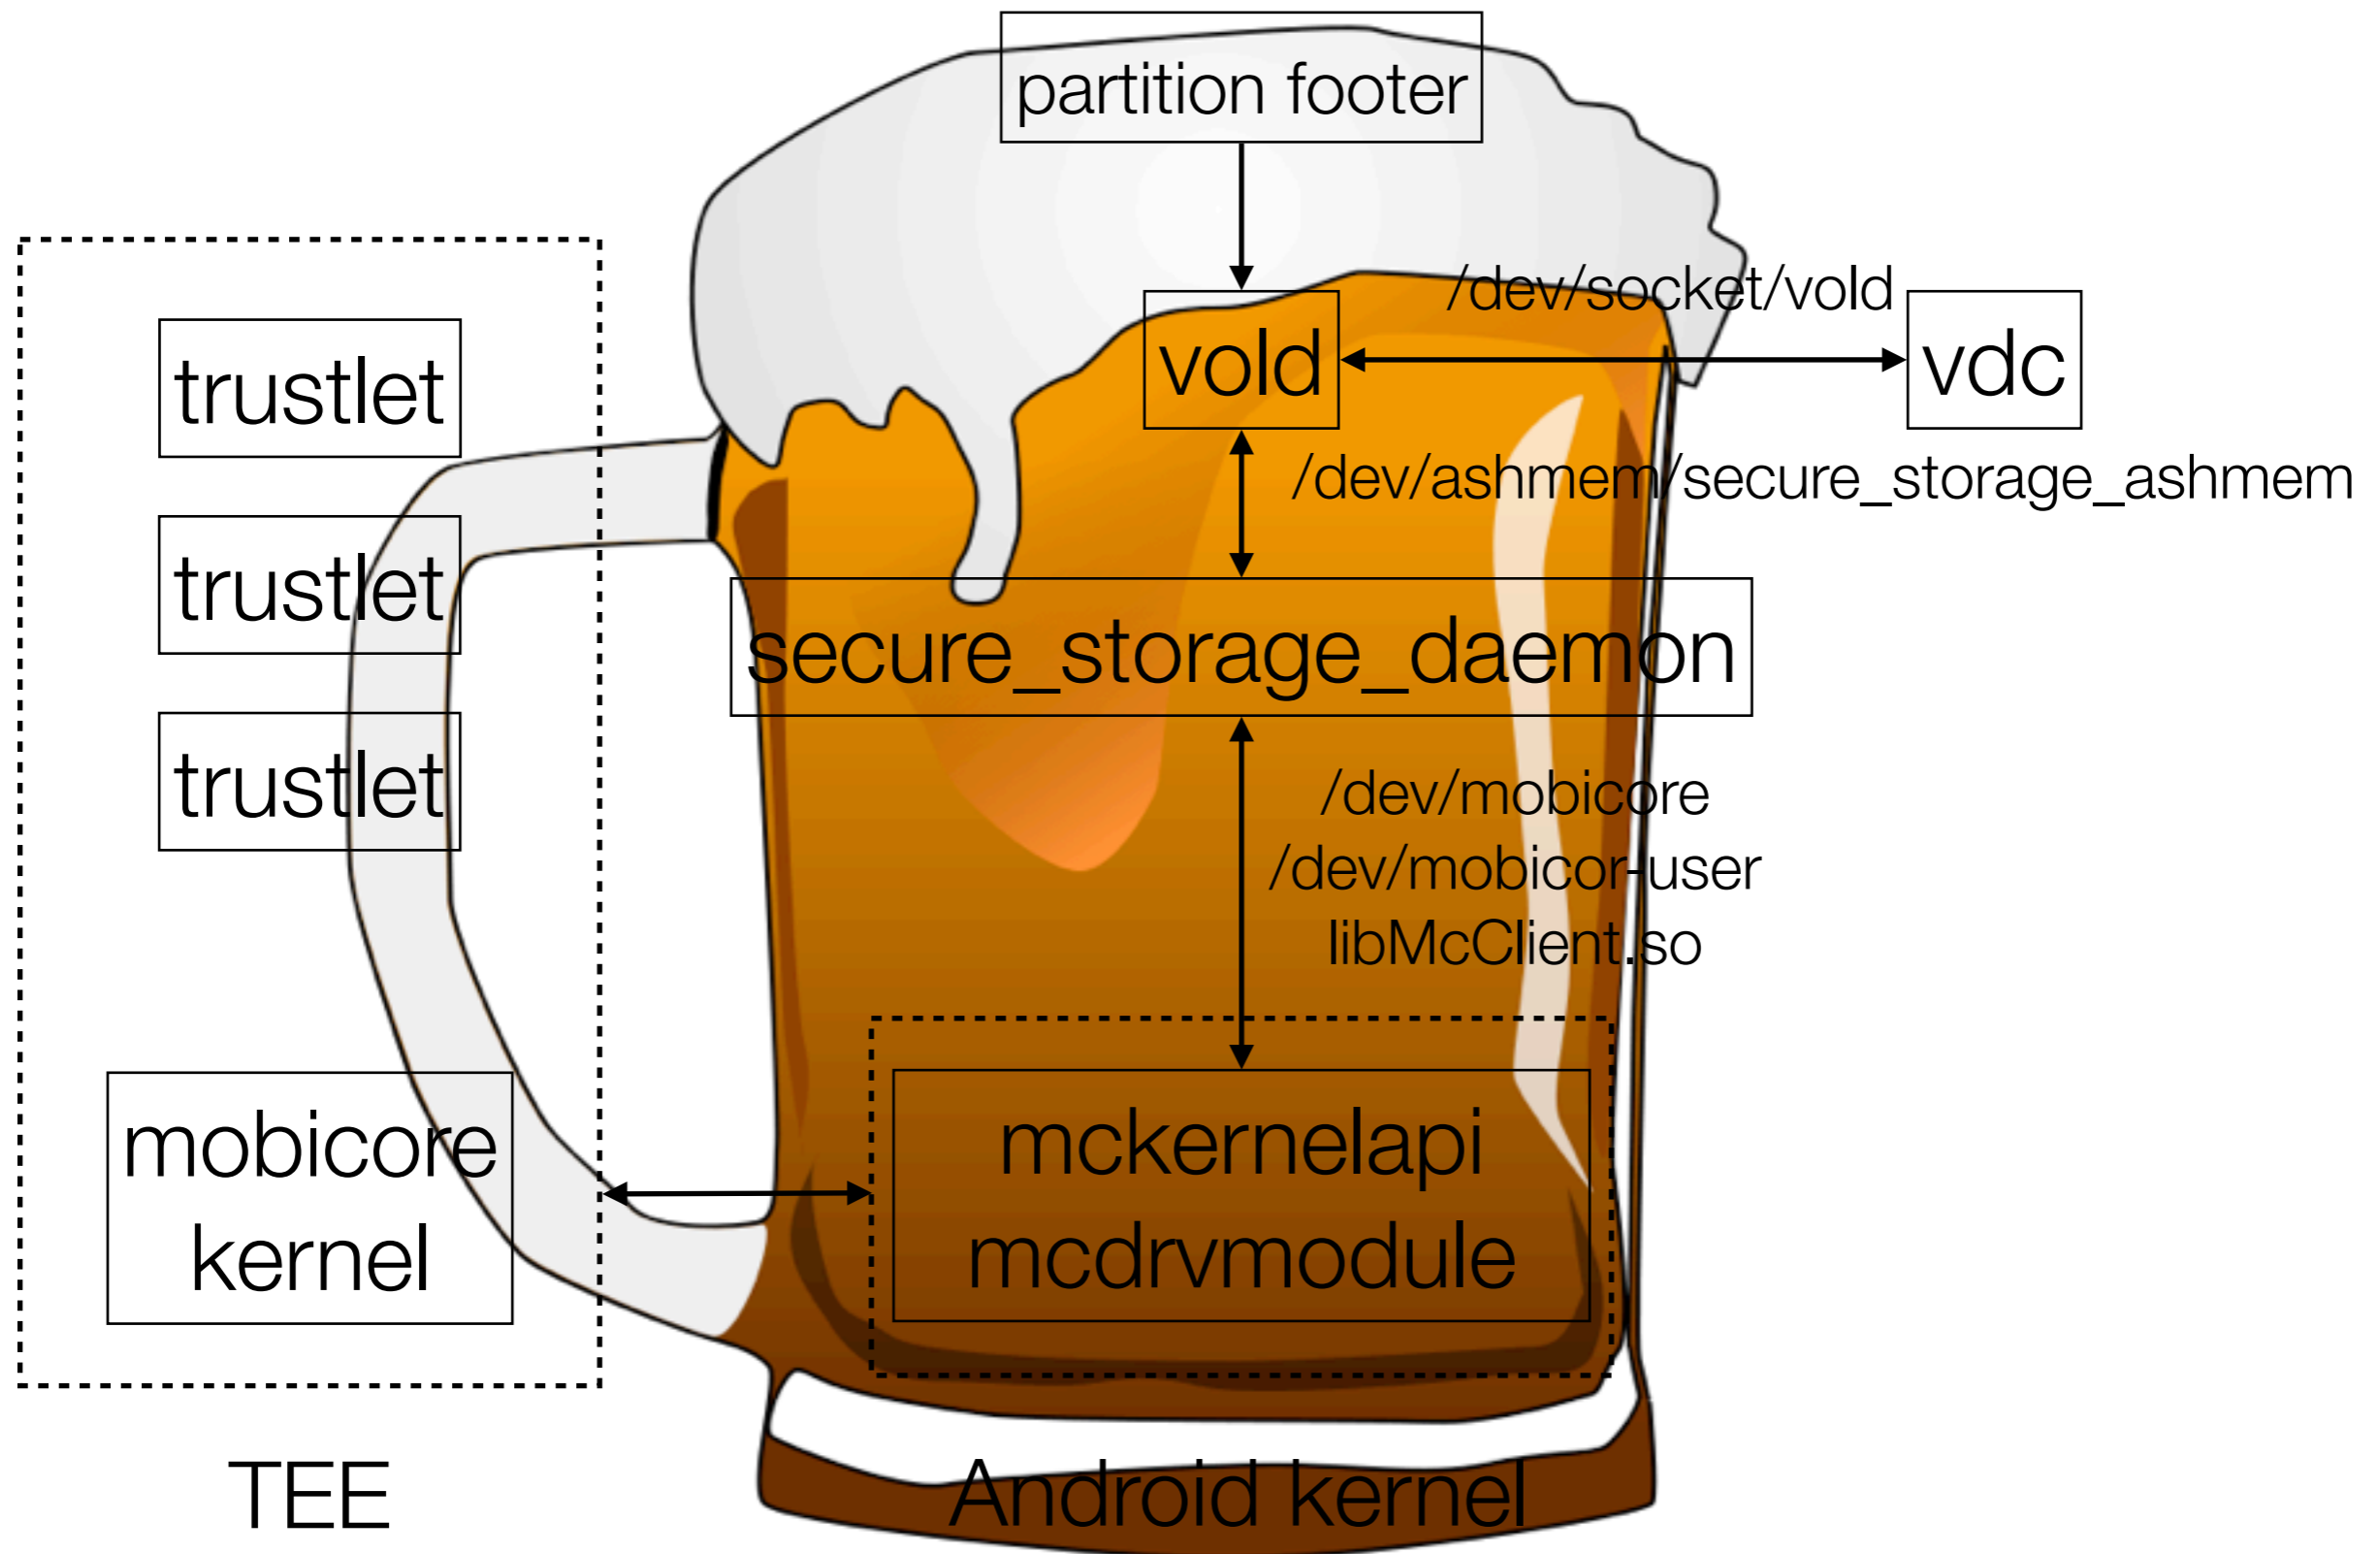 partition footer
/dev/socket/vold
trustlet
vold
vdc
/dev/ashmem/secure_storage_ashmem
trustlet
secure_storage_daemon
trustlet
/dev/mobicore
/dev/mobicor-user
libMcClient.so
mobicore
kernel
mckernelapi
mcdrvmodule
TEE
Android kernel